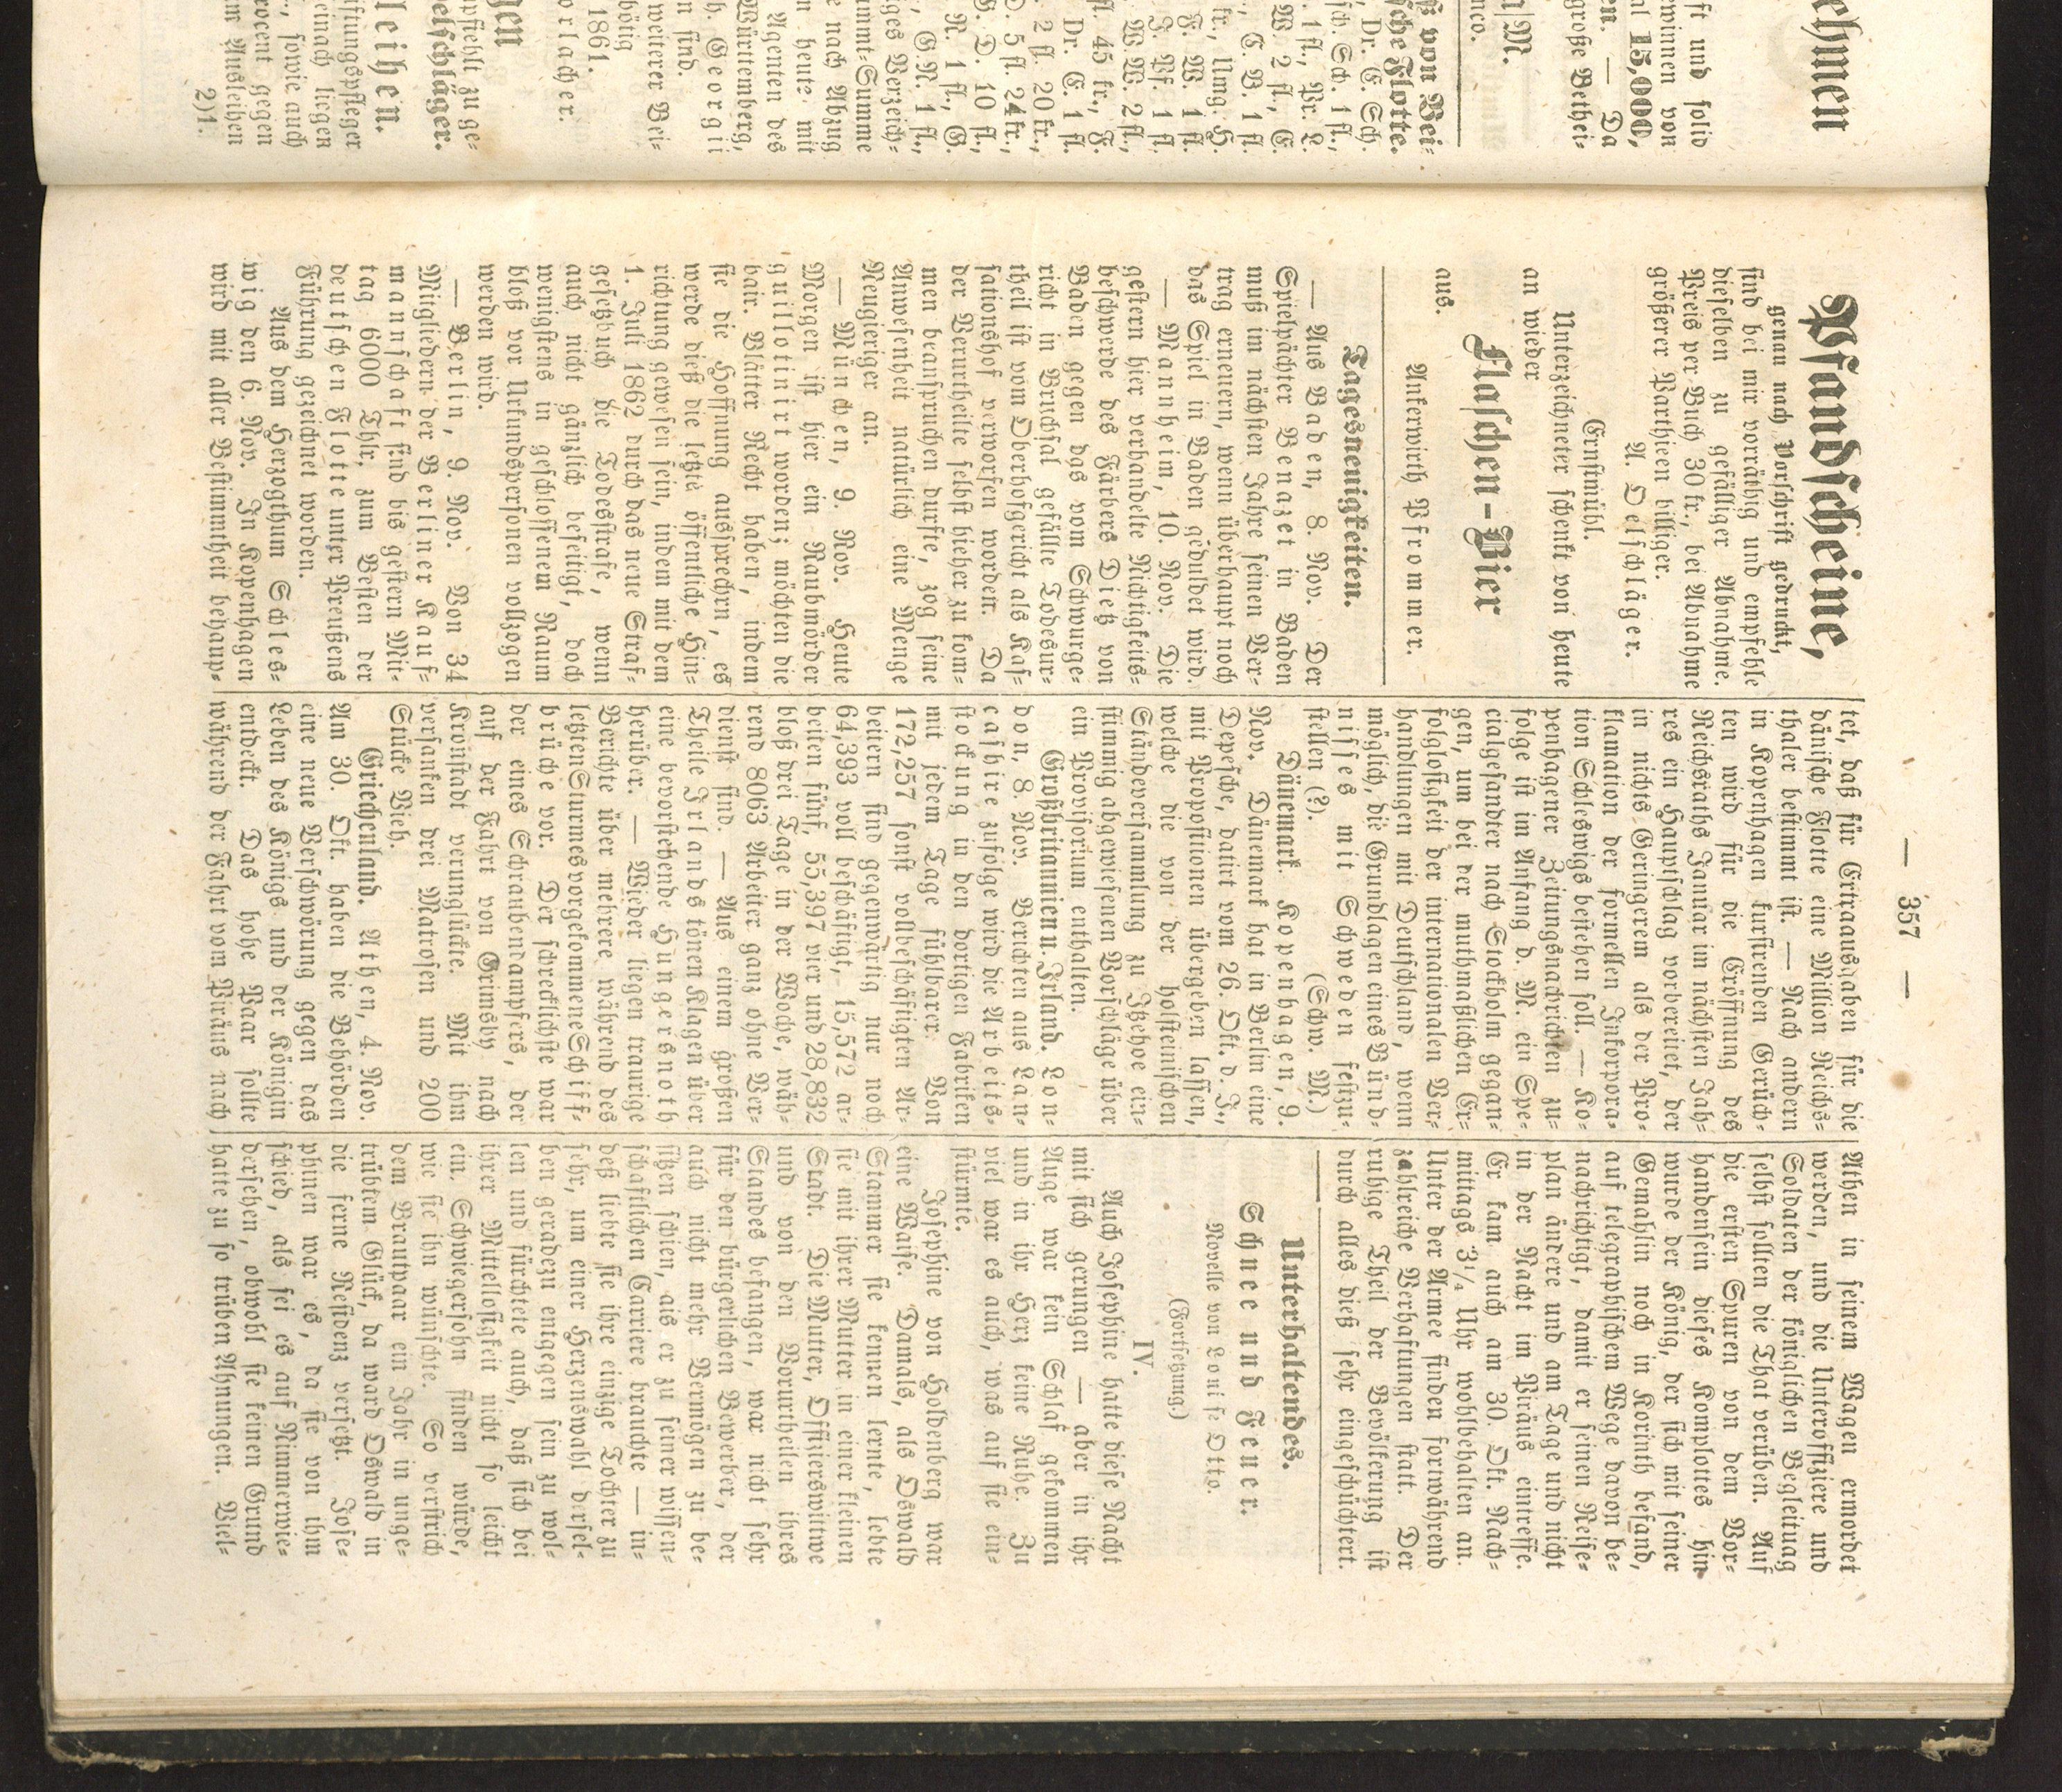 — 357 —
Pfandscheine,
genau nach Vorschrift gedruckt,
sind bei mir vorräthig und empfehle
dieselben zu gefälliger Abnahme.
Preis per Buch 30 kr., bei Abnahme
größerer Parthieen billiger.
A. Oelschläger.
Ernstmühl.
Unterzeichneter schenkt von heute
an wieder
Flaschen-Bier
aus.
Ankerwirth Pfrommer.
Tagesneuigkeiten.
— Aus Baden, 8. Nov. Der
Spielpächter Benazet in Baden
muß im nächsten Jahre seinen Ver-
trag erneuern, wenn überhaupt noch
das Spiel in Baden geduldet wird.
— Mannheim, 10. Nov. Die
gestern hier verhandelte Nichtigkeits-
beschwerde des Färbers Dietz von
Baden gegen das vom Schwurge-
richt in Bruchsal gefällte Todesur-
theil ist vom Oberhofgericht als Kas-
sationshof verworfen worden. Da
der Verurtheilte selbst hieher zu kom-
men beanspruchen durfte, zog seine
Anwesenheit natürlich eine Menge
Neugieriger an.
— München, 9. Nov. Heute
Morgen ist hier ein Raubmörder
guillotinirt worden; möchten die
bair. Blätter Recht haben, indem
sie die Hoffnung aussprechen, es
werde dieß die letzte öffentliche Hin-
richtung gewesen sein, indem mit dem
1. Juli 1862 durch das neue Straf-
gesetzbuch die Todesstrafe, wenn
auch nicht gänzlich beseitigt, doch
wenigstens in geschlossenem Raum
bloß vor Urkundspersonen vollzogen
werden wird.
— Berlin, 9. Nov. Von 34
Mitgliedern der Berliner Kauf-
mannschaft sind bis gestern Mit-
tag 6000 Thlr. zum Besten der
deutschen Flotte unter Preußens
Führung gezeichnet worden.
Aus dem Herzogthum Schles-
wig den 6. Nov. In Kopenhagen
wird mit aller Bestimmtheit behaup-
tet, daß für Ertraausgaben für die
dänische Flotte eine Million Reichs-
thaler bestimmt ist. — Nach andern
in Kopenhagen kursirenden Gerüch-
ten wird für die Eröffnung des
Reichsraths Januar im nächsten Jah-
res ein Hauptschlag vorbereitet, der
in nichts Geringerem als der Pro-
klamation der formellen Inkorpora-
tion Schleswigs bestehen soll. — Ko-
penhagener Zeitungsnachrichten zu-
folge ist im Anfang d. M. ein Spe-
cialgesandter nach Stockholm gegan-
gen, um bei der muthmaßlichen Er-
folglosigkeit der internationalen Ver-
handlungen mit Deutschland, wenn
möglich, die Grundlagen eines Bünd-
nisses mit Schweden festzu-
stellen (?). (Schw. M.)
Dänemark. Kopenhagen, 9.
Nov. Dänemark hat in Berlin eine
Depesche, datirt vom 26. Okt. d. J.,
mit Propositionen übergeben lassen,
welche die von der holsteinischen
Ständeversammlung zu Itzehoe ein-
stimmig abgewiesenen Vorschläge über
ein Provisorium enthalten.
Großbritannien u. Irland. Lon-
don, 8. Nov. Berichten aus Lan-
cashire zufolge wird die Arbeits-
stockung in den dortigen Fabriken
mit jedem Tage fühlbarer. Von
172,257 sonst vollbeschäftigten Ar-
beitern sind gegenwärtig nur noch
64,393 voll beschäftigt, 15,572 ar-
beiten fünf, 55,397 vier und 28,832
bloß drei Tage in der Woche, wäh-
rend 8063 Arbeiter ganz ohne Ver-
dienst sind. — Aus einem großen
Theile Irlands tönen Klagen über
eine bevorstehende Hungersnoth
herüber. — Wieder liegen traurige
Berichte über mehrere während des
letzten Sturmes vorgekommene Schiff-
brüche vor. Der schrecklichste war
der eines Schraubendampfers, der
auf der Fahrt von Grimsby nach
Kronstadt verunglückte. Mit ihm
versanken drei Matrosen und 200
Stücke Vieh.
Griechenland. Athen, 4. Nov.
Am 30. Okt. haben die Behörden
eine neue Verschwörung gegen das
Leben des Königs und der Königin
entdeckt. Das hohe Paar sollte
während der Fahrt vom Piräus nach
Athen in seinem Wagen ermordet
werden, und die Unteroffiziere und
Soldaten der königlichen Begleitung
selbst sollten die That verüben. Auf
die ersten Spuren von dem Vor-
handensein dieses Komplottes hin
wurde der König, der sich mit seiner
Gemahlin noch in Korinth befand,
auf telegraphischem Wege davon be-
nachrichtigt, damit er seinen Reise-
plan ändere und am Tage und nicht
in der Nacht im Piräus eintreffe.
Er kam auch am 30. Okt. Nach-
mittags 3½ Uhr wohlbehalten an.
Unter der Armee finden fortwährend
zahlreiche Verhaftungen statt. Der
ruhige Theil der Bevölkerung ist
durch alles dieß sehr eingeschüchtert.
Unterhaltendes.
Schnee und Feuer.
Novelle von Louise Otto.
(Fortsetzung.)
IV.
Auch Josephine hatte diese Nacht
mit sich gerungen — aber in ihr
Auge war kein Schlaf gekommen
und in ihr Herz keine Ruhe. Zu
viel war es auch, was auf sie ein-
stürmte.
Josephine von Holdenberg war
eine Waise. Damals, als Oswald
Stammer sie kennen lernte, lebte
sie mit ihrer Mutter in einer kleinen
Stadt. Die Mutter, Offizierswitwe
und von den Vorurtheilen ihres
Standes befangen, war nicht sehr
für den bürgerlichen Bewerber, der
auch nicht mehr Vermögen zu be-
sitzen schien, als er zu seiner wissen-
schaftlichen Carriere brauchte — in-
deß liebte sie ihre einzige Tochter zu
sehr, um einer Herzenswahl dersel-
ben geradezu entgegen sein zu wol-
len und fürchtete auch, daß sich bei
ihrer Mittellosigkeit nicht so leicht
ein Schwiegersohn finden würde,
wie sie ihn wünschte. So verstrich
dem Brautpaar ein Jahr in unge-
trübtem Glück, da ward Oswald in
die ferne Residenz versetzt. Jose-
phinen war es, da sie von ihm
schied, als sei es auf Nimmerwie-
dersehen, obwohl sie keinen Grund
hatte zu so trüben Ahnungen. Viel-